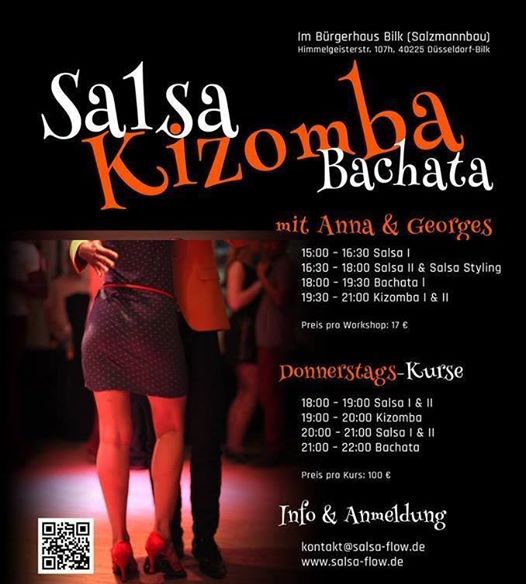 Im Bürgerhaus Bilk (Salzmannbau)
Himmelgeisterstr. 107h, 40225 Düsseldorf-Bilk
Salsa
Kizomba
Bachata
mit Anna & Georges
15:00 - 16:30 Salsa I
16:30 - 18:00 Salsa II & Salsa Styling
18:00 - 19:30 Bachata I
19:30 - 21:00 Kizomba I & II
Preis pro Workshop: 17 €
Donnerstags-Kurse
18:00 - 19:00 Salsa I & II
19:00 - 20:00 Kizomba
20:00 - 21:00 Salsa I & II
21:00 - 22:00 Bachata
Preis pro Kurs: 100 €
Info & Anmeldung
kontakt@salsa-flow.de
www.salsa-flow.de